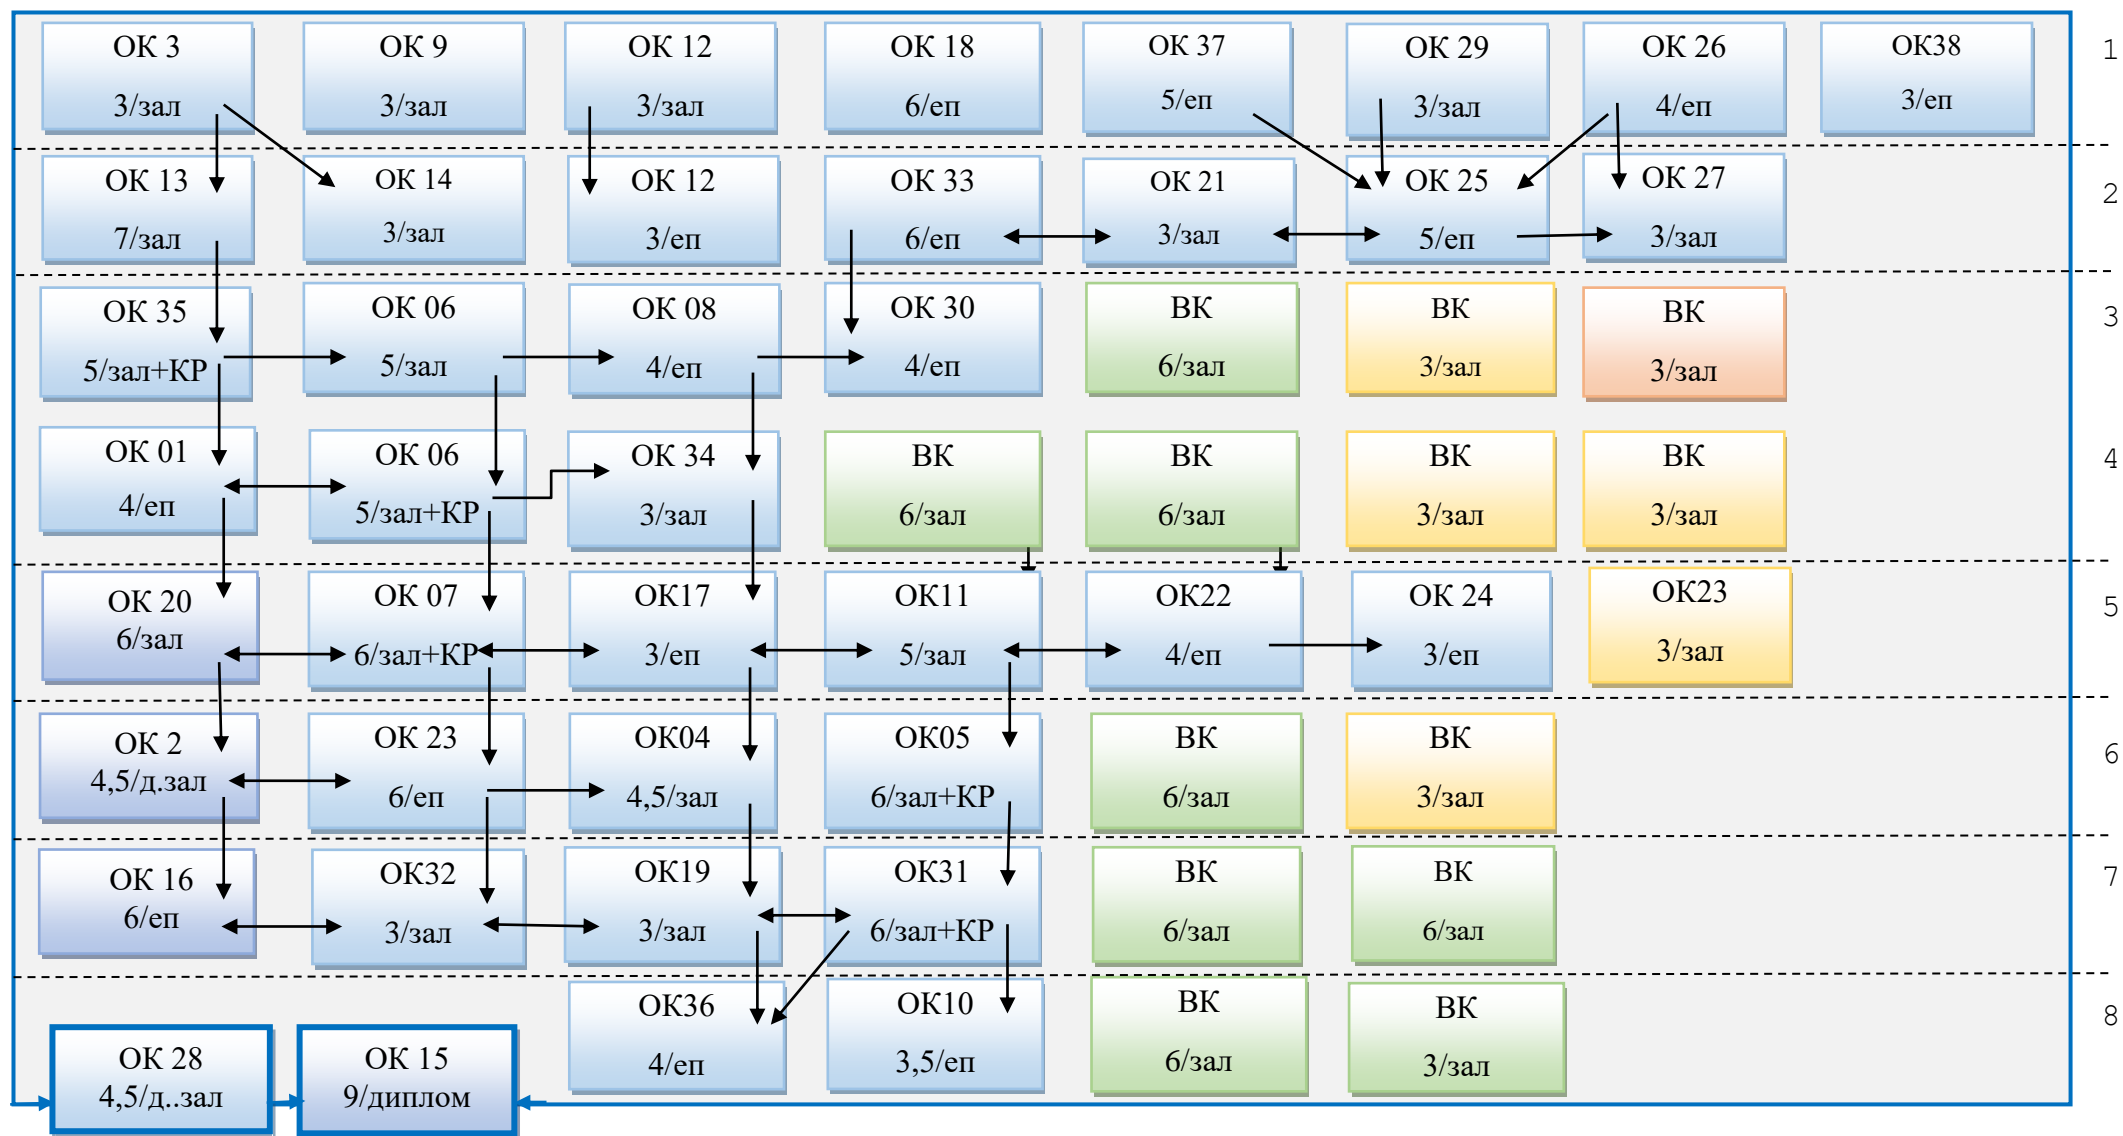 ОК 3
3/зал
ОК 9
3/зал
ОК 12
3/зал
ОК 18
6/еп
ОК 37
5/еп
ОК 29
3/зал
ОК 26
4/еп
ОК38
3/еп
1
ОК 13
7/зал
ОК 14
3/зал
ОК 12
3/еп
ОК 33
6/еп
ОК 21
3/зал
ОК 25
5/еп
ОК 27
3/зал
2
ОК 35
5/зал+КР
ОК 06
5/зал
ОК 08
4/еп
ОК 30
4/еп
ВК
6/зал
ВК
3/зал
ВК
3/зал
3
ОК 01
4/еп
ОК 06
5/зал+КР
ОК 34
3/зал
ВК
6/зал
ВК
6/зал
ВК
3/зал
ВК
3/зал
4
ОК 20
6/зал
ОК 07
6/зал+КР
ОК17
3/еп
ОК11
5/зал
ОК22
4/еп
ОК 24
3/еп
ОК23
3/зал
5
ОК 2
4,5/д.зал
ОК 23
6/еп
ОК04
4,5/зал
ОК05
6/зал+КР
ВК
6/зал
ВК
3/зал
6
ОК 16
6/еп
ОК32
3/зал
ОК19
3/зал
ОК31
6/зал+КР
ВК
6/зал
ВК
6/зал
7
ОК 28
4,5/д..зал
ОК 15
9/диплом
ОК36
4/еп
ОК10
3,5/еп
ВК
6/зал
ВК
3/зал
8